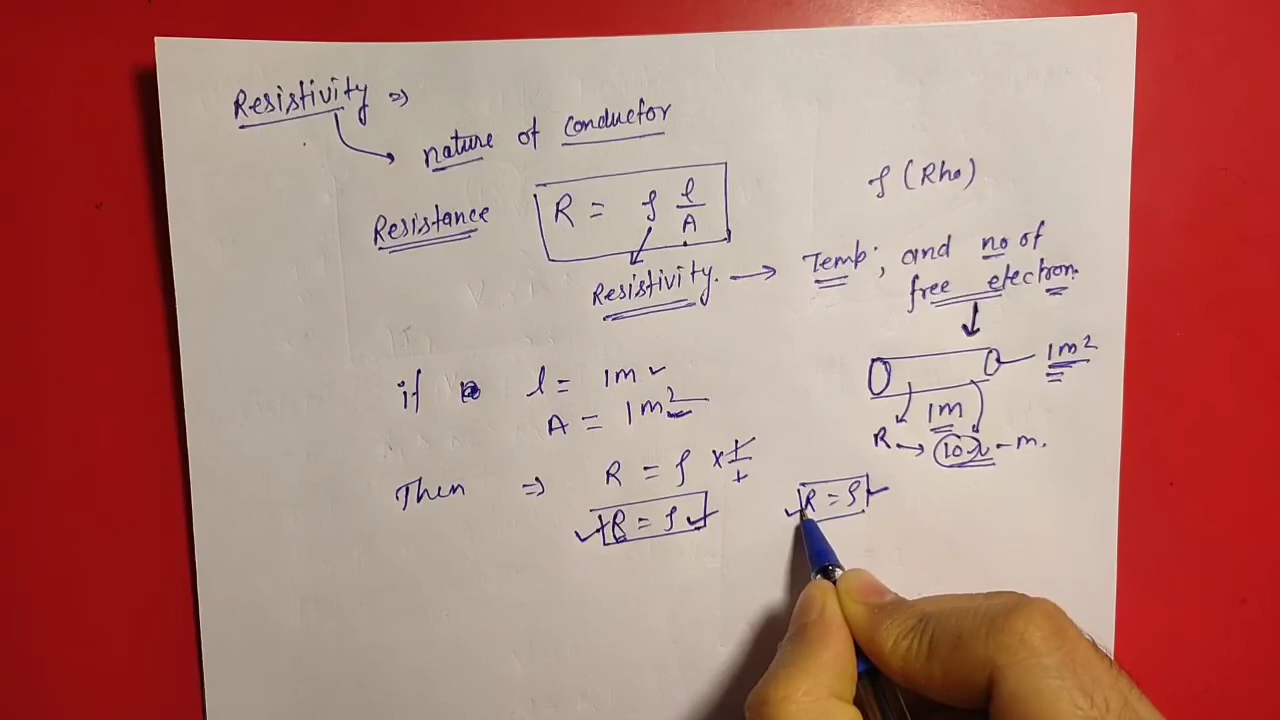 Resistivity ⇒
nature of conductor
Resistance R = ρ l/A
ρ (Rho)
Resistivity. → Temp; and no of
free electron.
1m²
1m
R → 10Ω-m.
if l = 1m
A = 1m²
Then ⇒ R = ρ × 1/1
R = ρ
R = ρ